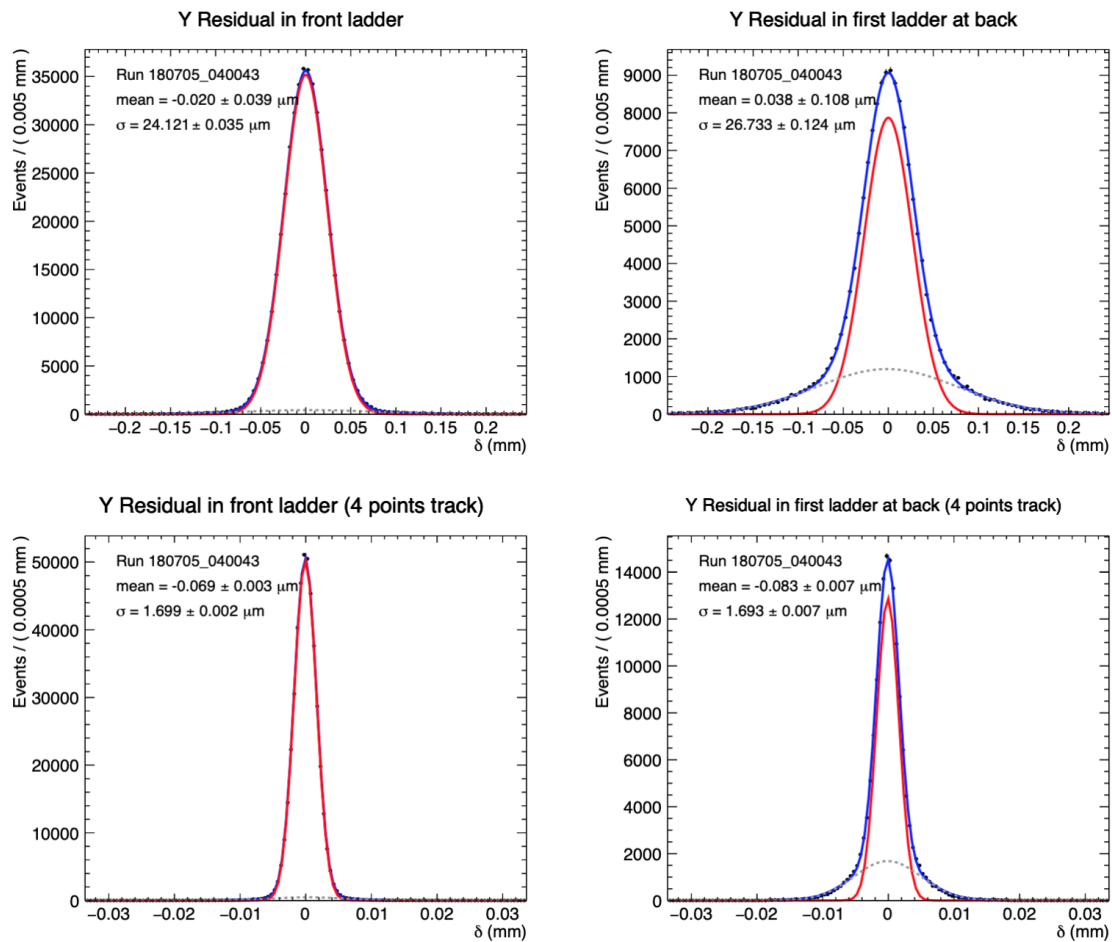 Y Residual in front ladder
Events / ( 0.005 mm )
35000
30000
25000
20000
15000
10000
5000
0
Run 180705_040043
mean = -0.020 ± 0.039 μm
σ = 24.121 ± 0.035 μm
−0.2 −0.15 −0.1 −0.05 0 0.05 0.1 0.15 0.2
δ (mm)
Y Residual in first ladder at back
Events / ( 0.005 mm )
9000
8000
7000
6000
5000
4000
3000
2000
1000
0
Run 180705_040043
mean = 0.038 ± 0.108 μm
σ = 26.733 ± 0.124 μm
−0.2 −0.15 −0.1 −0.05 0 0.05 0.1 0.15 0.2
δ (mm)
Y Residual in front ladder (4 points track)
Events / ( 0.0005 mm )
50000
40000
30000
20000
10000
0
Run 180705_040043
mean = -0.069 ± 0.003 μm
σ = 1.699 ± 0.002 μm
−0.03 −0.02 −0.01 0 0.01 0.02 0.03
δ (mm)
Y Residual in first ladder at back (4 points track)
Events / ( 0.0005 mm )
14000
12000
10000
8000
6000
4000
2000
0
Run 180705_040043
mean = -0.083 ± 0.007 μm
σ = 1.693 ± 0.007 μm
−0.03 −0.02 −0.01 0 0.01 0.02 0.03
δ (mm)